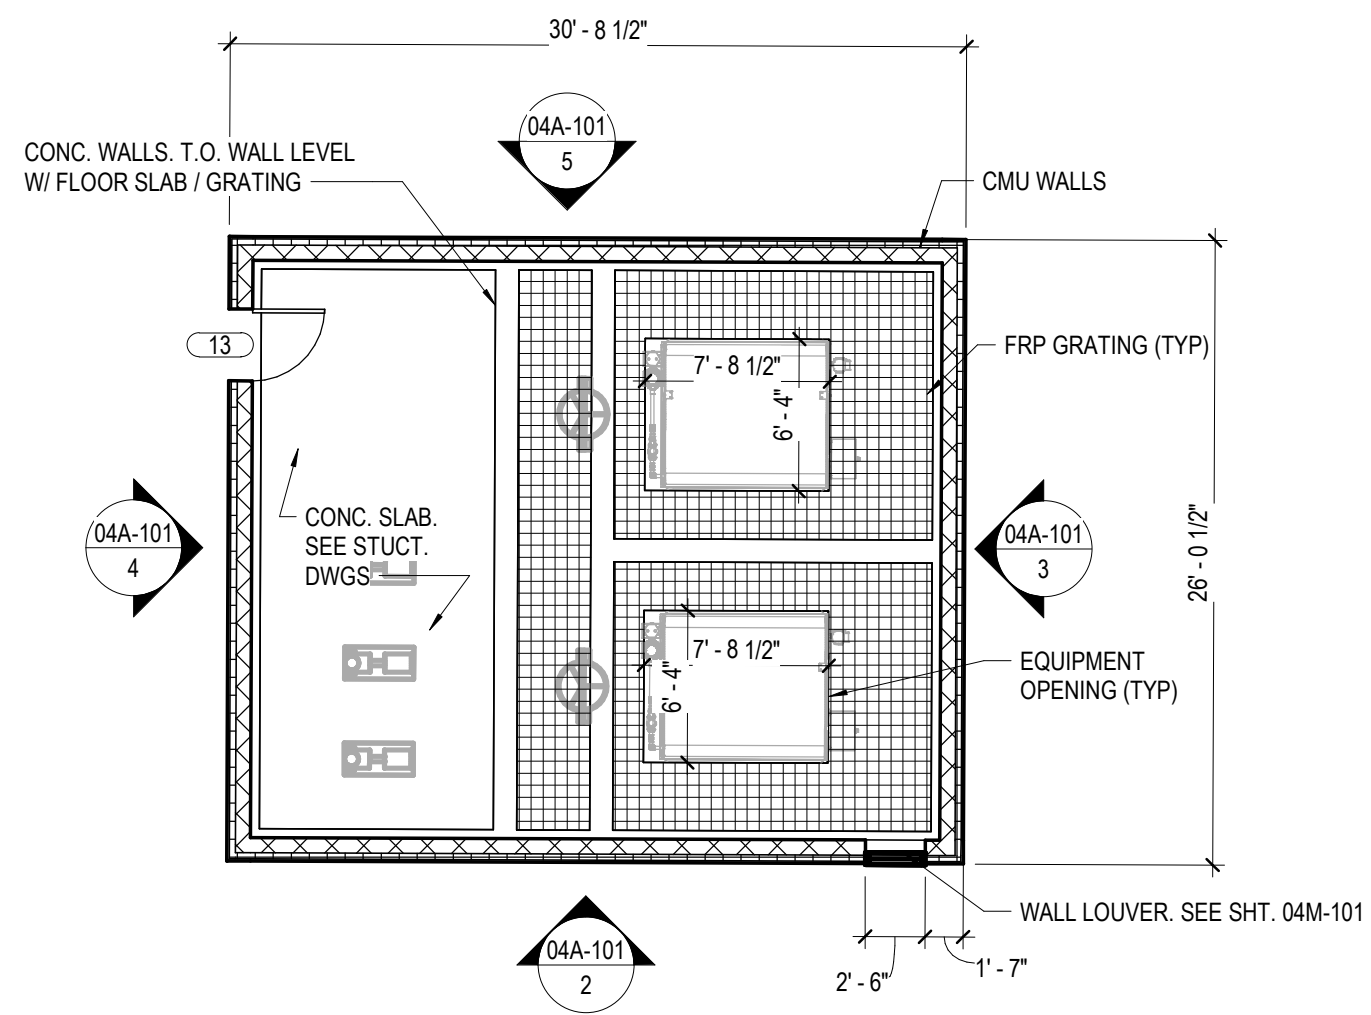 30' - 8 1/2"
04A-101
5
CONC. WALLS. T.O. WALL LEVEL
W/ FLOOR SLAB / GRATING
CMU WALLS
13
FRP GRATING (TYP)
7' - 8 1/2"
6' - 4"
CONC. SLAB.
SEE STUCT.
DWGS
04A-101
4
04A-101
3
26' - 0 1/2"
7' - 8 1/2"
6' - 4"
EQUIPMENT
OPENING (TYP)
WALL LOUVER. SEE SHT. 04M-101
04A-101
2
2' - 6"
1' - 7"